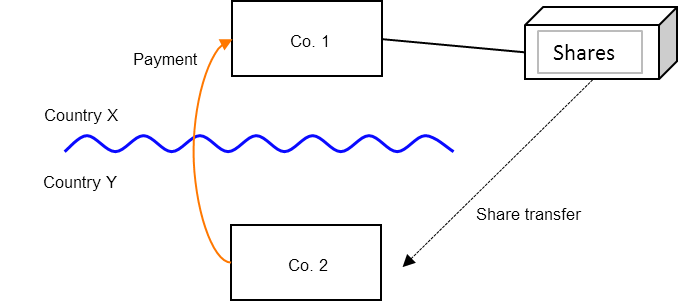 Co. 1
Shares
Payment
Country X
Country Y
Share transfer
Co. 2